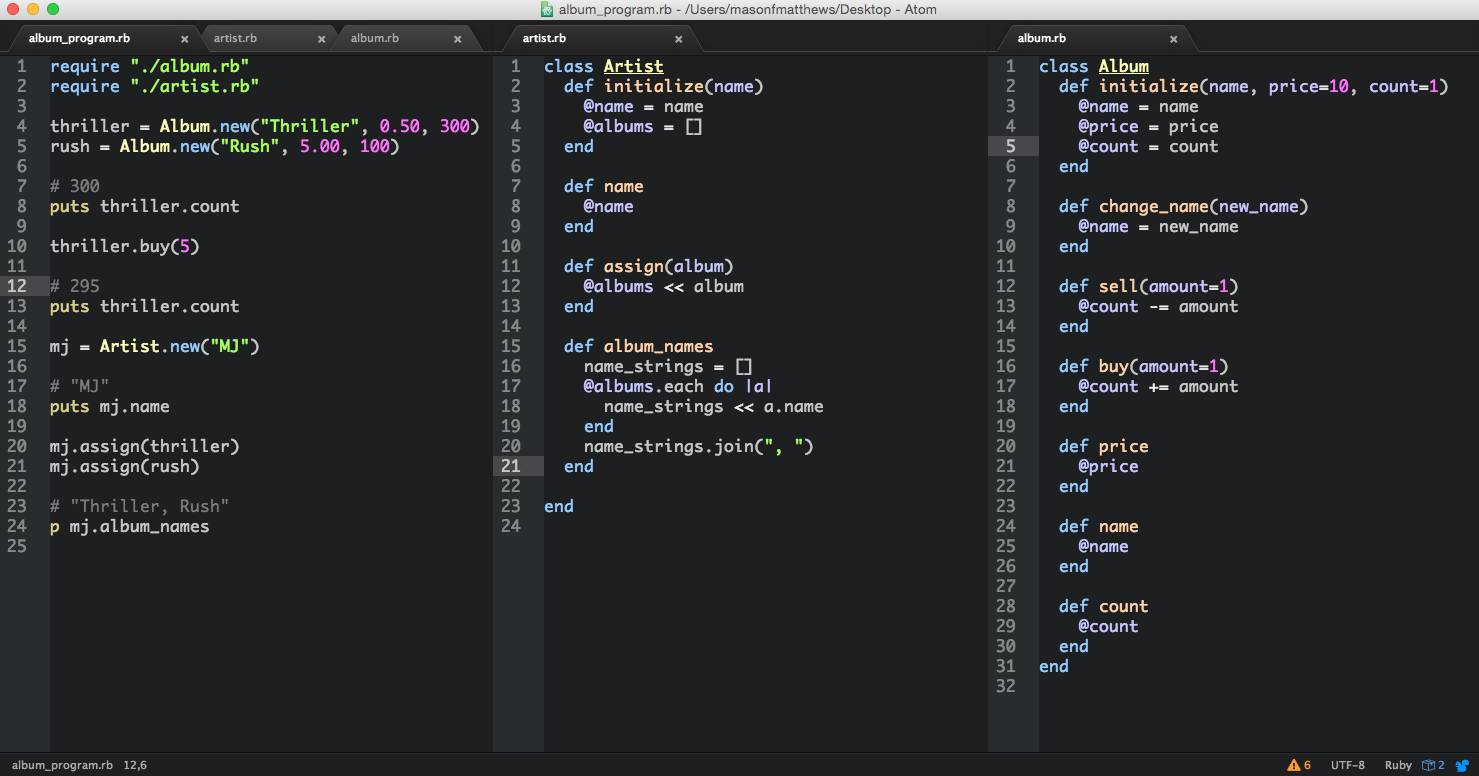 album_program.rb - /Users/masonfmatthews/Desktop - Atom
album_program.rb × artist.rb × album.rb ×
1 require "./album.rb"
2 require "./artist.rb"
3
4 thriller = Album.new("Thriller", 0.50, 300)
5 rush = Album.new("Rush", 5.00, 100)
6
7 # 300
8 puts thriller.count
9
10 thriller.buy(5)
11
12 # 295
13 puts thriller.count
14
15 mj = Artist.new("MJ")
16
17 # "MJ"
18 puts mj.name
19
20 mj.assign(thriller)
21 mj.assign(rush)
22
23 # "Thriller, Rush"
24 p mj.album_names
25
artist.rb ×
1 class Artist
2   def initialize(name)
3     @name = name
4     @albums = []
5   end
6
7   def name
8     @name
9   end
10
11   def assign(album)
12     @albums << album
13   end
14
15   def album_names
16     name_strings = []
17     @albums.each do |a|
18       name_strings << a.name
19     end
20     name_strings.join(", ")
21   end
22
23 end
24
album.rb ×
1 class Album
2   def initialize(name, price=10, count=1)
3     @name = name
4     @price = price
5     @count = count
6   end
7
8   def change_name(new_name)
9     @name = new_name
10   end
11
12   def sell(amount=1)
13     @count -= amount
14   end
15
16   def buy(amount=1)
17     @count += amount
18   end
19
20   def price
21     @price
22   end
23
24   def name
25     @name
26   end
27
28   def count
29     @count
30   end
31 end
32
album_program.rb 12,6 6 UTF-8 Ruby 2